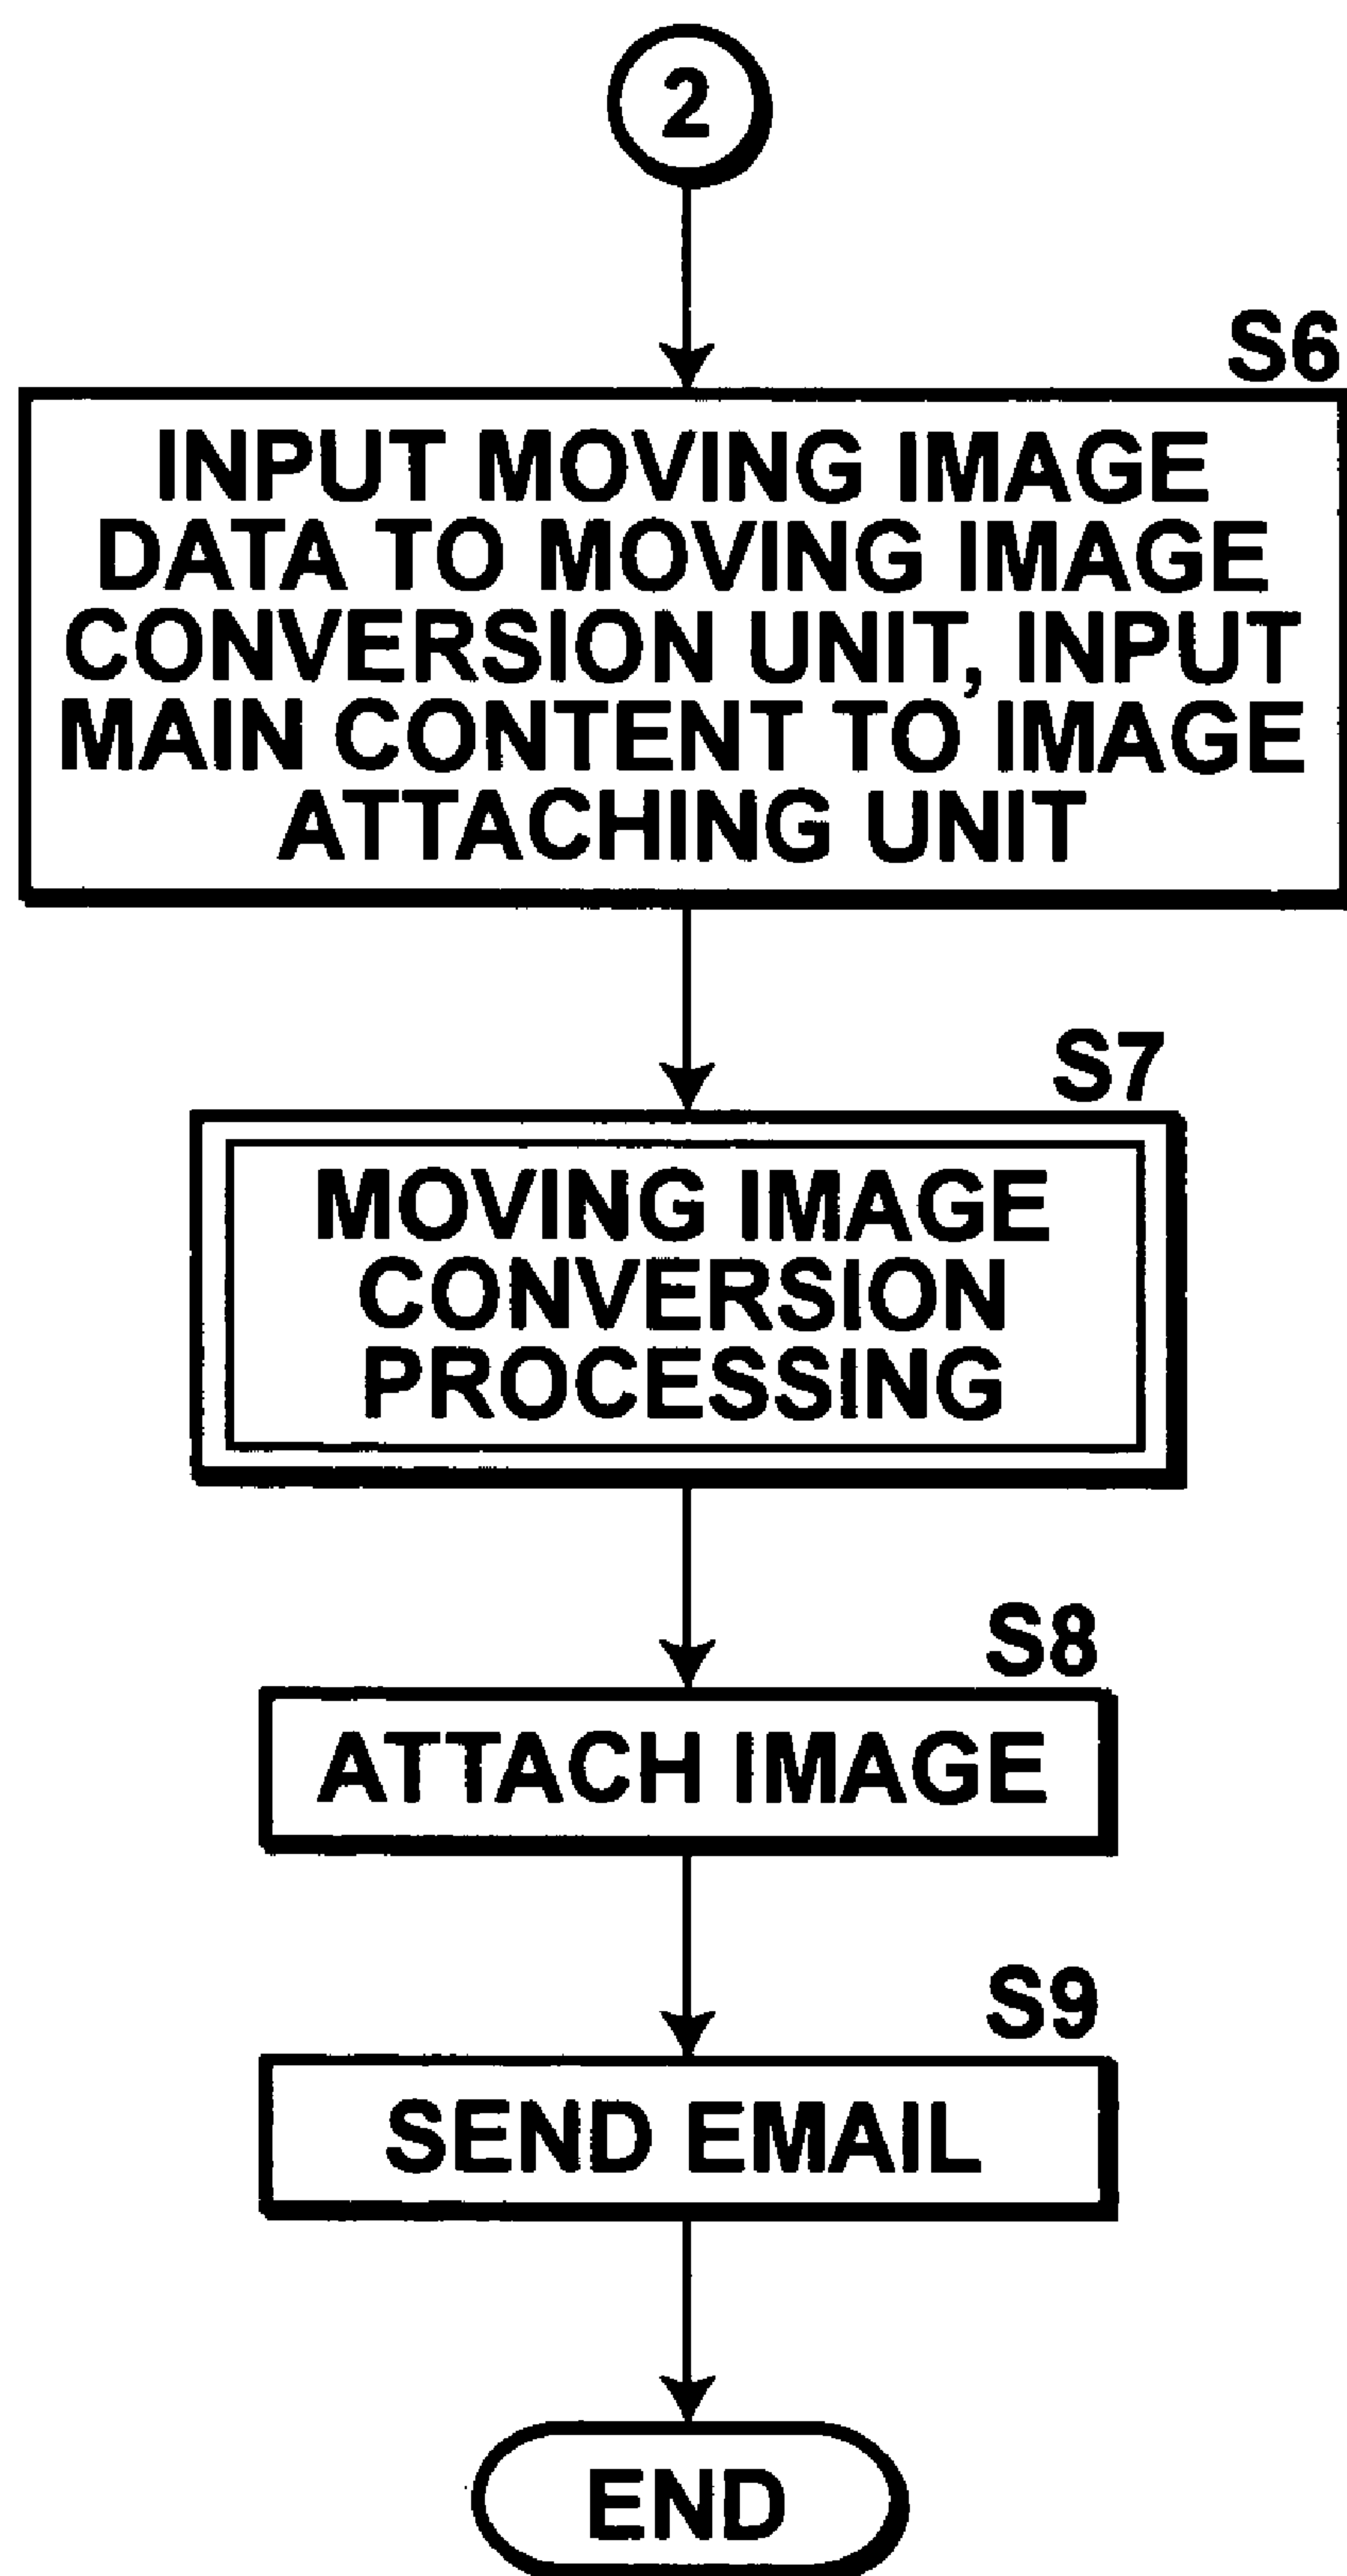 2
S6
INPUT MOVING IMAGE
DATA TO MOVING IMAGE
CONVERSION UNIT, INPUT
MAIN CONTENT TO IMAGE
ATTACHING UNIT
S7
MOVING IMAGE
CONVERSION
PROCESSING
S8
ATTACH IMAGE
S9
SEND EMAIL
END